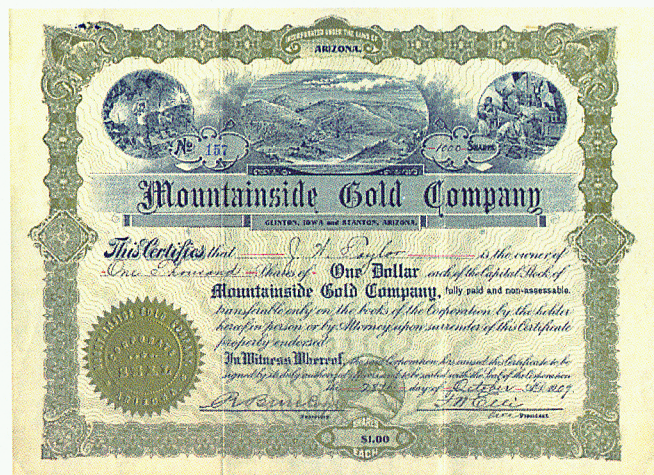 INCORPORATED UNDER THE LAWS OF
ARIZONA.
No 157
1000 SHARES
Mountainside Gold Company
CLINTON, IOWA and STANTON, ARIZONA.
This Certifies that J. H. Taylor is the owner of
One Thousand Shares of One Dollar each of the Capital Stock of
Mountainside Gold Company, fully paid and non-assessable.
transferable only on the books of the Corporation by the holder
hereof in person or by Attorney upon surrender of this Certificate
properly endorsed.
In Witness Whereof, the said Corporation has caused this Certificate to be
signed by its duly authorized officers and to be sealed with the Seal of the Corporation
this 28th day of October 1909
Vice President
SHARES
$1.00
EACH